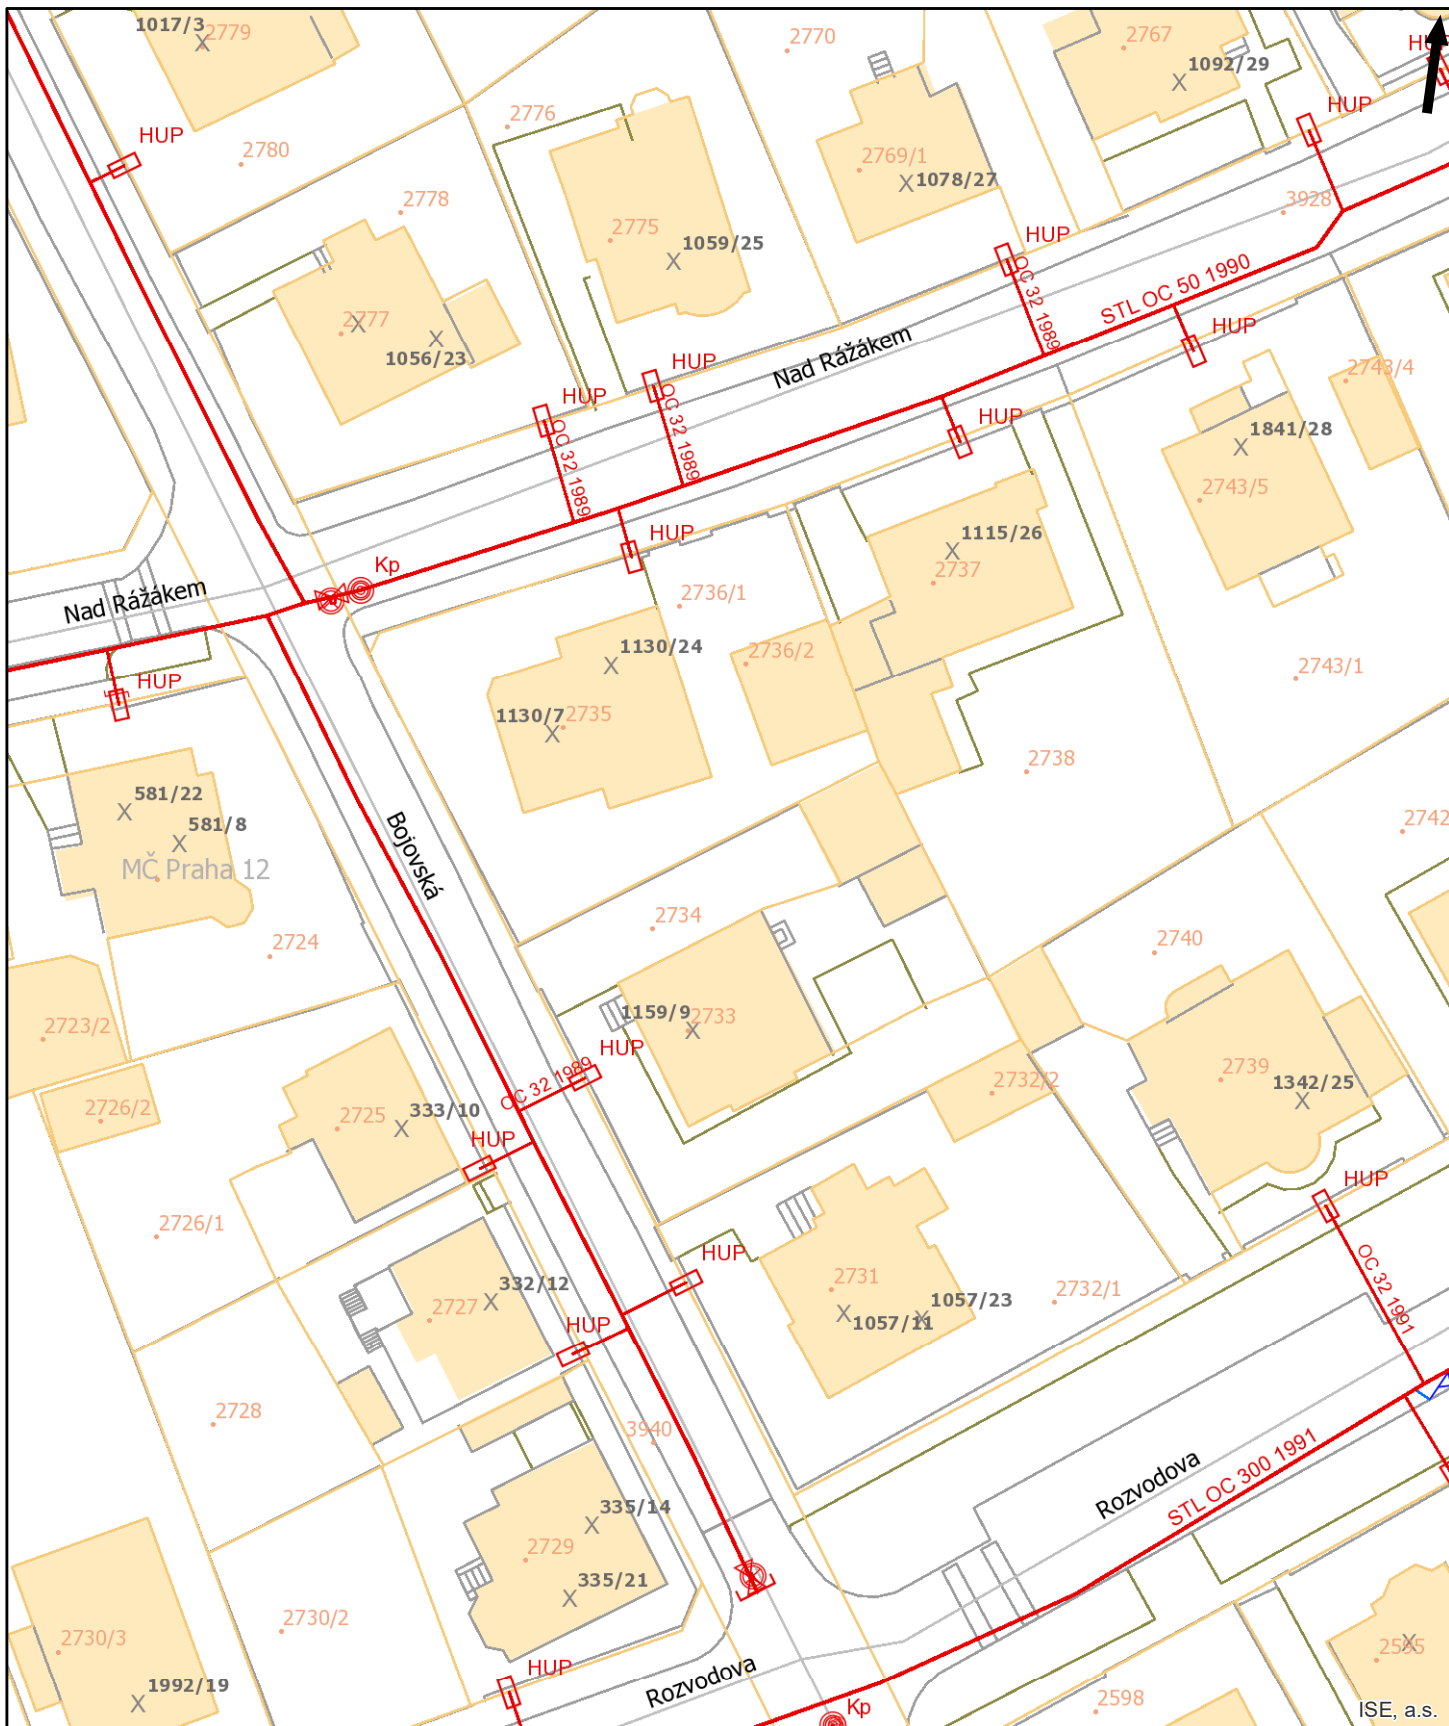 1017/3
2779
2770
2767
1092/29
HUP
HUP
HUP
2776
2780
2769/1
1078/27
2778
3928
2775
1059/25
HUP
OC 32 1989
STL OC 50 1990
2777
1056/23
HUP
Nad Rážákem
HUP
2743/4
HUP
OC 32 1989
HUP
1841/28
OC 32 1989
2743/5
HUP
1115/26
Kp
2737
Nad Rážákem
2736/1
1130/24
2736/2
2743/1
HUP
1130/7
2735
2738
581/22
581/8
Bojovská
2742
MČ Praha 12
2734
2724
2740
2723/2
1159/9
2733
HUP
OC 32 1989
2739
2732/2
1342/25
2726/2
2725
333/10
HUP
HUP
2726/1
HUP
OC 32 1991
2731
332/12
2727
1057/11
1057/23
2732/1
HUP
2728
3940
Rozvodova
STL OC 300 1991
335/14
2729
335/21
2730/2
2730/3
2595
HUP
Rozvodova
1992/19
2598
Kp
ISE, a.s.